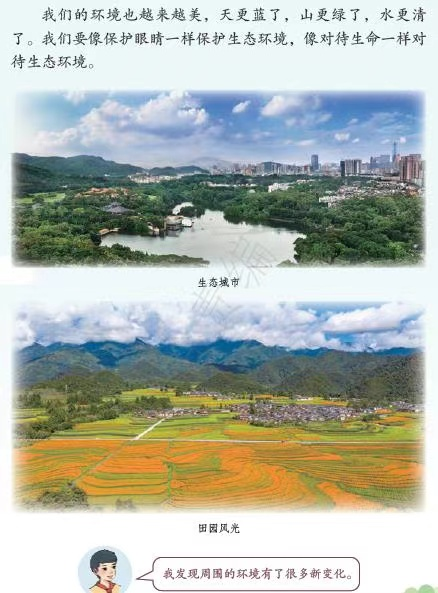 我们的环境也越来越美，天更蓝了，山更绿了，水更清
了。我们要像保护眼睛一样保护生态环境，像对待生命一样对
待生态环境。
生态城市
田园风光
我发现周围的环境有了很多新变化。